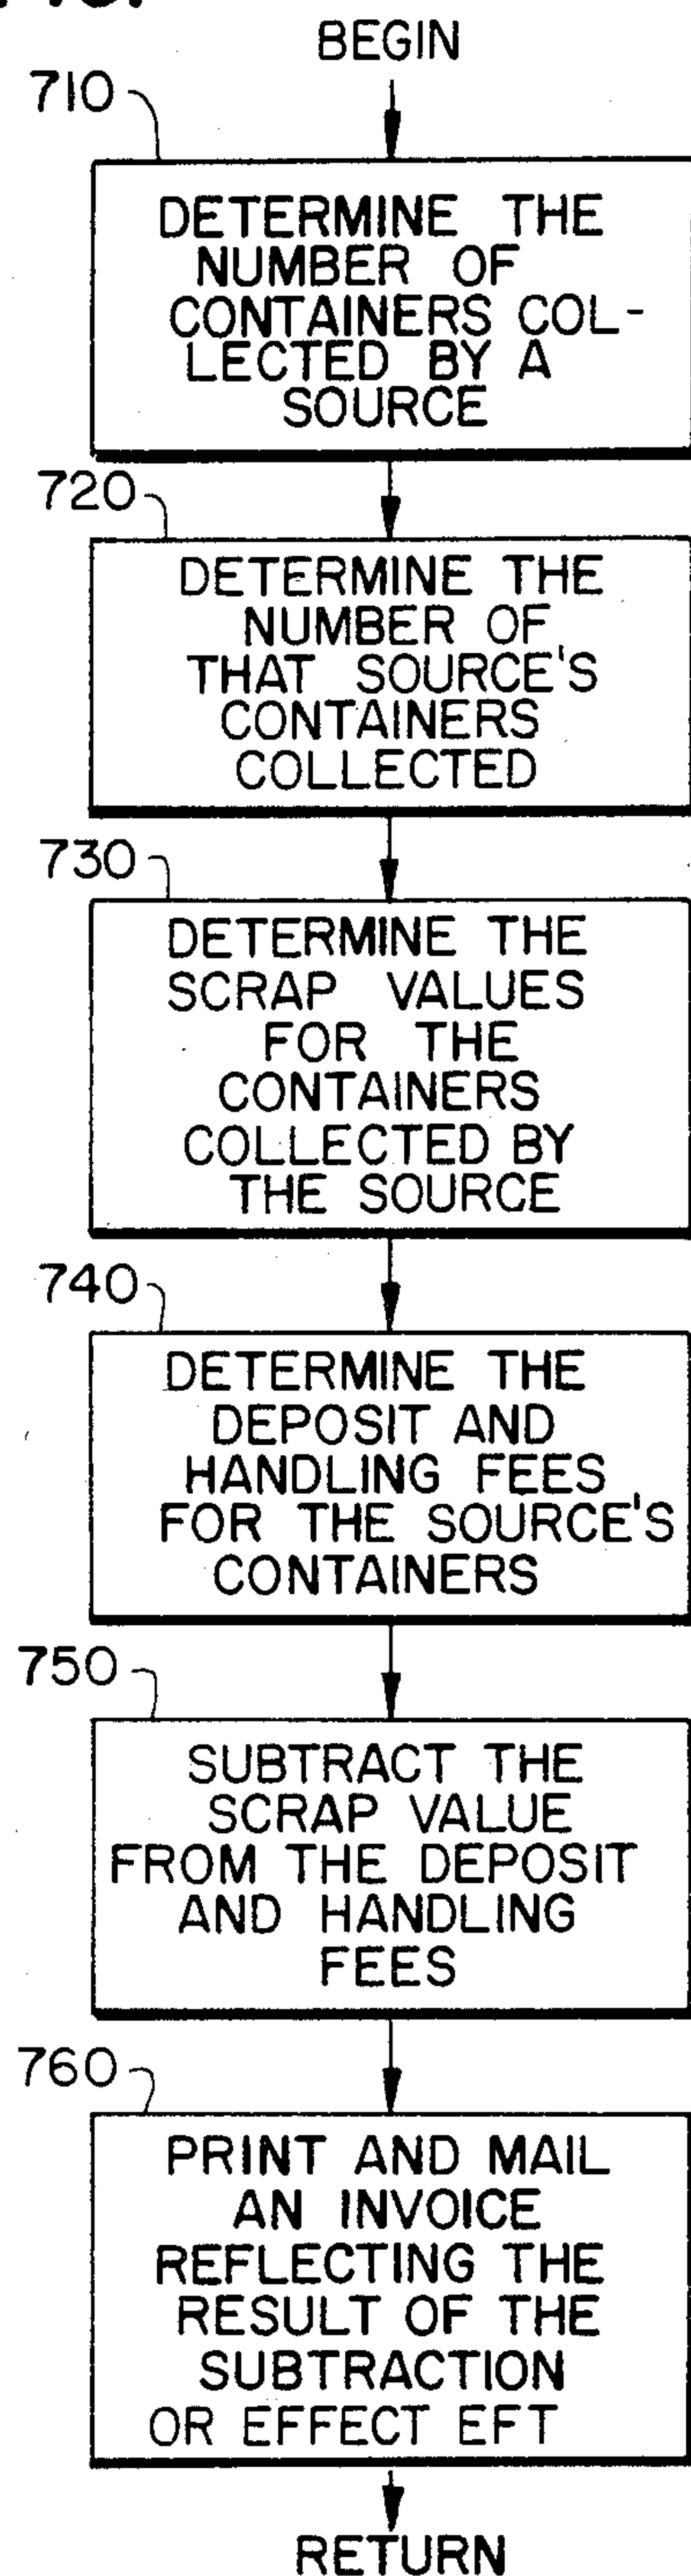 BEGIN
710
DETERMINE THE
NUMBER OF
CONTAINERS COL-
LECTED BY A
SOURCE
720
DETERMINE THE
NUMBER OF
THAT SOURCE'S
CONTAINERS
COLLECTED
730
DETERMINE THE
SCRAP VALUES
FOR THE
CONTAINERS
COLLECTED BY
THE SOURCE
740
DETERMINE THE
DEPOSIT AND
HANDLING FEES
FOR THE SOURCE'S
CONTAINERS
750
SUBTRACT THE
SCRAP VALUE
FROM THE DEPOSIT
AND HANDLING
FEES
760
PRINT AND MAIL
AN INVOICE
REFLECTING THE
RESULT OF THE
SUBTRACTION
OR EFFECT EFT
RETURN